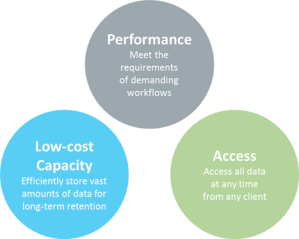 Performance
Meet the
requirements
of demanding
workflows
Low-cost
Capacity
Efficiently store vast
amounts of data for
long-term retention
Access
Access all data
at any time
from any client